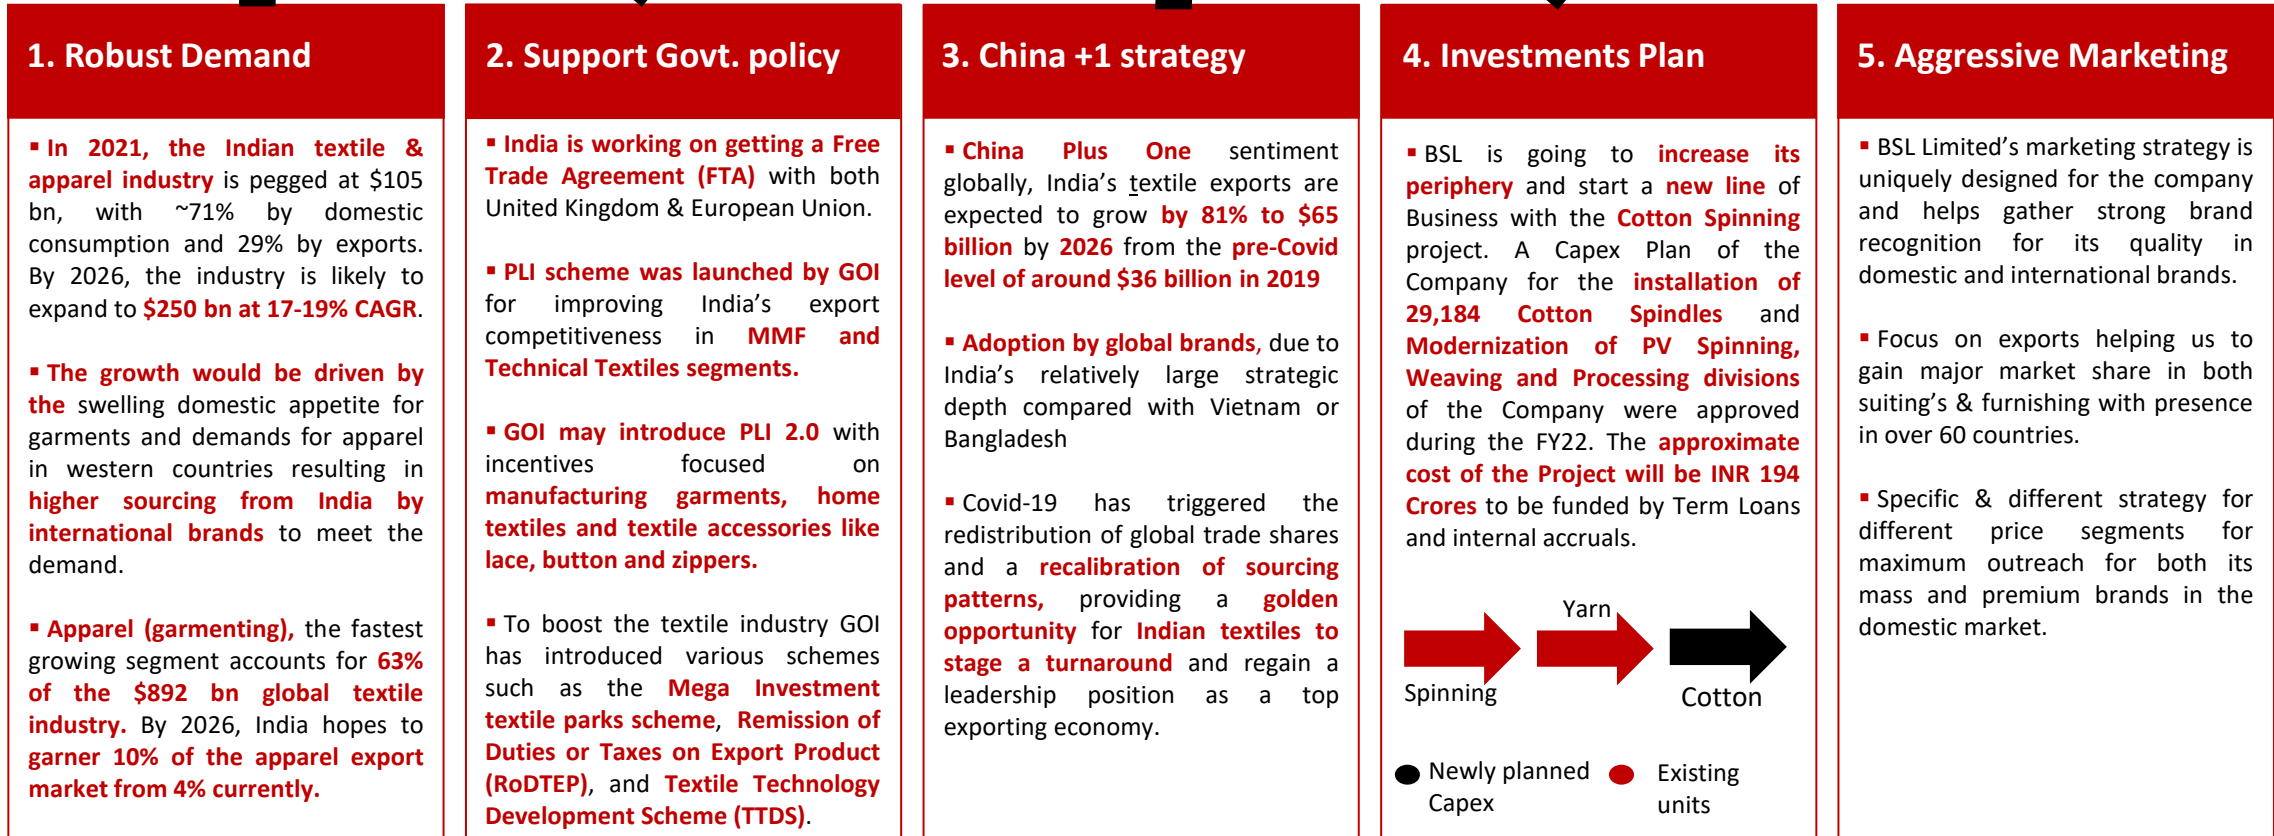 1. Robust Demand
▪ In 2021, the Indian textile &
apparel industry is pegged at $105
bn, with ~71% by domestic
consumption and 29% by exports.
By 2026, the industry is likely to
expand to $250 bn at 17-19% CAGR.
▪ The growth would be driven by
the swelling domestic appetite for
garments and demands for apparel
in western countries resulting in
higher sourcing from India by
international brands to meet the
demand.
▪ Apparel (garmenting), the fastest
growing segment accounts for 63%
of the $892 bn global textile
industry. By 2026, India hopes to
garner 10% of the apparel export
market from 4% currently.
2. Support Govt. policy
▪ India is working on getting a Free
Trade Agreement (FTA) with both
United Kingdom & European Union.
▪ PLI scheme was launched by GOI
for improving India’s export
competitiveness in MMF and
Technical Textiles segments.
▪ GOI may introduce PLI 2.0 with
incentives focused on
manufacturing garments, home
textiles and textile accessories like
lace, button and zippers.
▪ To boost the textile industry GOI
has introduced various schemes
such as the Mega Investment
textile parks scheme, Remission of
Duties or Taxes on Export Product
(RoDTEP), and Textile Technology
Development Scheme (TTDS).
3. China +1 strategy
▪ China Plus One sentiment
globally, India’s textile exports are
expected to grow by 81% to $65
billion by 2026 from the pre-Covid
level of around $36 billion in 2019
▪ Adoption by global brands, due to
India’s relatively large strategic
depth compared with Vietnam or
Bangladesh
▪ Covid-19 has triggered the
redistribution of global trade shares
and a recalibration of sourcing
patterns, providing a golden
opportunity for Indian textiles to
stage a turnaround and regain a
leadership position as a top
exporting economy.
4. Investments Plan
▪ BSL is going to increase its
periphery and start a new line of
Business with the Cotton Spinning
project. A Capex Plan of the
Company for the installation of
29,184 Cotton Spindles and
Modernization of PV Spinning,
Weaving and Processing divisions
of the Company were approved
during the FY22. The approximate
cost of the Project will be INR 194
Crores to be funded by Term Loans
and internal accruals.
Yarn
Spinning
Cotton
Newly planned
Capex
Existing
units
5. Aggressive Marketing
▪ BSL Limited’s marketing strategy is
uniquely designed for the company
and helps gather strong brand
recognition for its quality in
domestic and international brands.
▪ Focus on exports helping us to
gain major market share in both
suiting’s & furnishing with presence
in over 60 countries.
▪ Specific & different strategy for
different price segments for
maximum outreach for both its
mass and premium brands in the
domestic market.